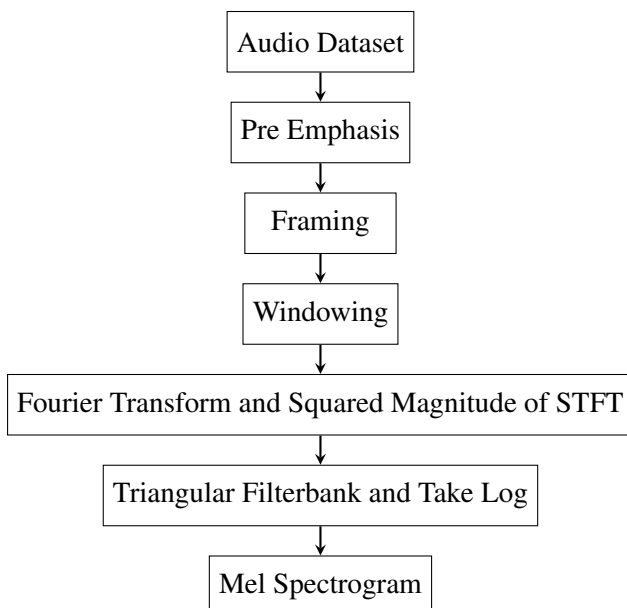 Audio Dataset
Pre Emphasis
Framing
Windowing
Fourier Transform and Squared Magnitude of STFT
Triangular Filterbank and Take Log
Mel Spectrogram